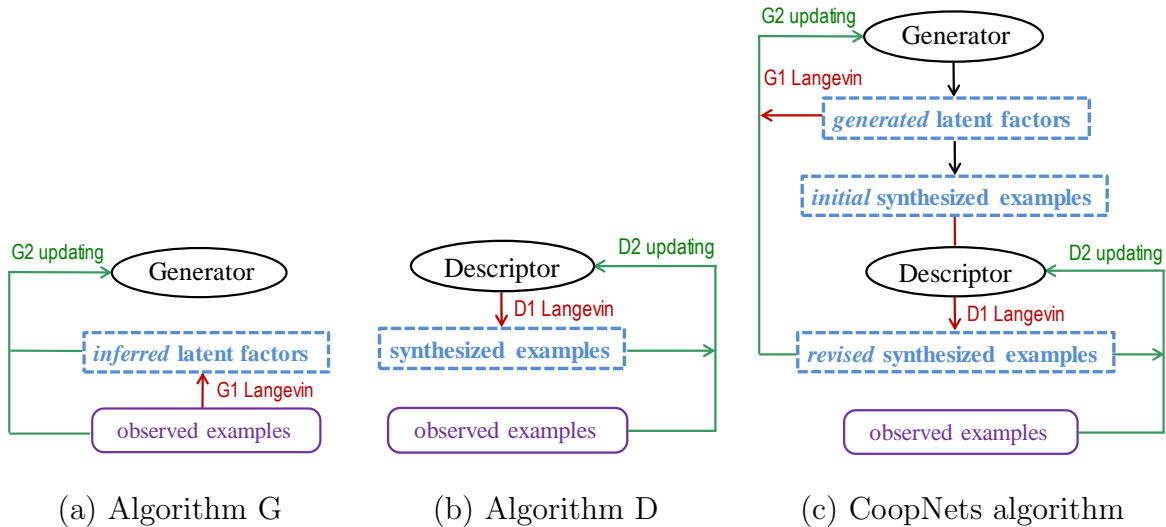 G2 updating
Generator
inferred latent factors
G1 Langevin
observed examples
(a) Algorithm G
Descriptor
D2 updating
D1 Langevin
synthesized examples
observed examples
(b) Algorithm D
G2 updating
Generator
G1 Langevin
generated latent factors
initial synthesized examples
D2 updating
Descriptor
D1 Langevin
revised synthesized examples
observed examples
(c) CoopNets algorithm